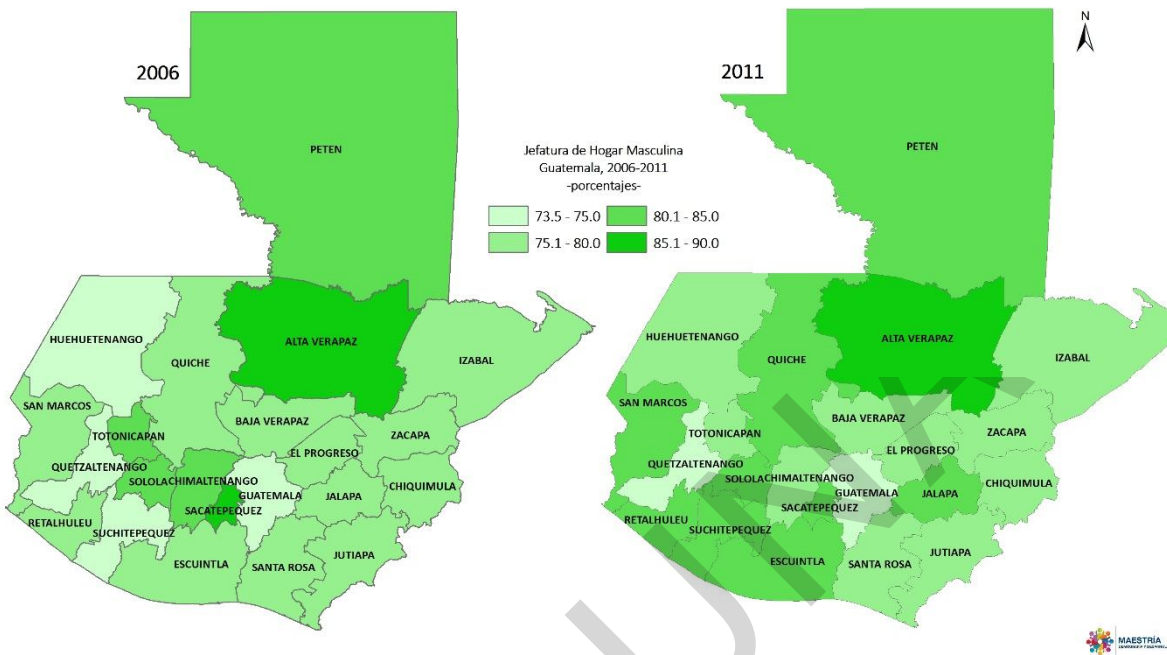 2006
PETEN
HUEHUETENANGO
QUICHE
ALTA VERAPAZ
IZABAL
SAN MARCOS
TOTONICAPAN
BAJA VERAPAZ
ZACAPA
EL PROGRESO
QUETZALTENANGO
SOLOLA
CHIMALTENANGO
GUATEMALA
JALAPA
CHIQUIMULA
SACATEPEQUEZ
RETALHULEU
SUCHITEPEQUEZ
JUTIAPA
ESCUINTLA
SANTA ROSA
Jefatura de Hogar Masculina
Guatemala, 2006-2011
-porcentajes-
73.5 - 75.0
80.1 - 85.0
75.1 - 80.0
85.1 - 90.0
2011
N
PETEN
HUEHUETENANGO
QUICHE
ALTA VERAPAZ
IZABAL
SAN MARCOS
TOTONICAPAN
BAJA VERAPAZ
ZACAPA
EL PROGRESO
QUETZALTENANGO
SOLOLA
CHIMALTENANGO
GUATEMALA
JALAPA
CHIQUIMULA
SACATEPEQUEZ
RETALHULEU
SUCHITEPEQUEZ
JUTIAPA
ESCUINTLA
SANTA ROSA
MAESTRÍA